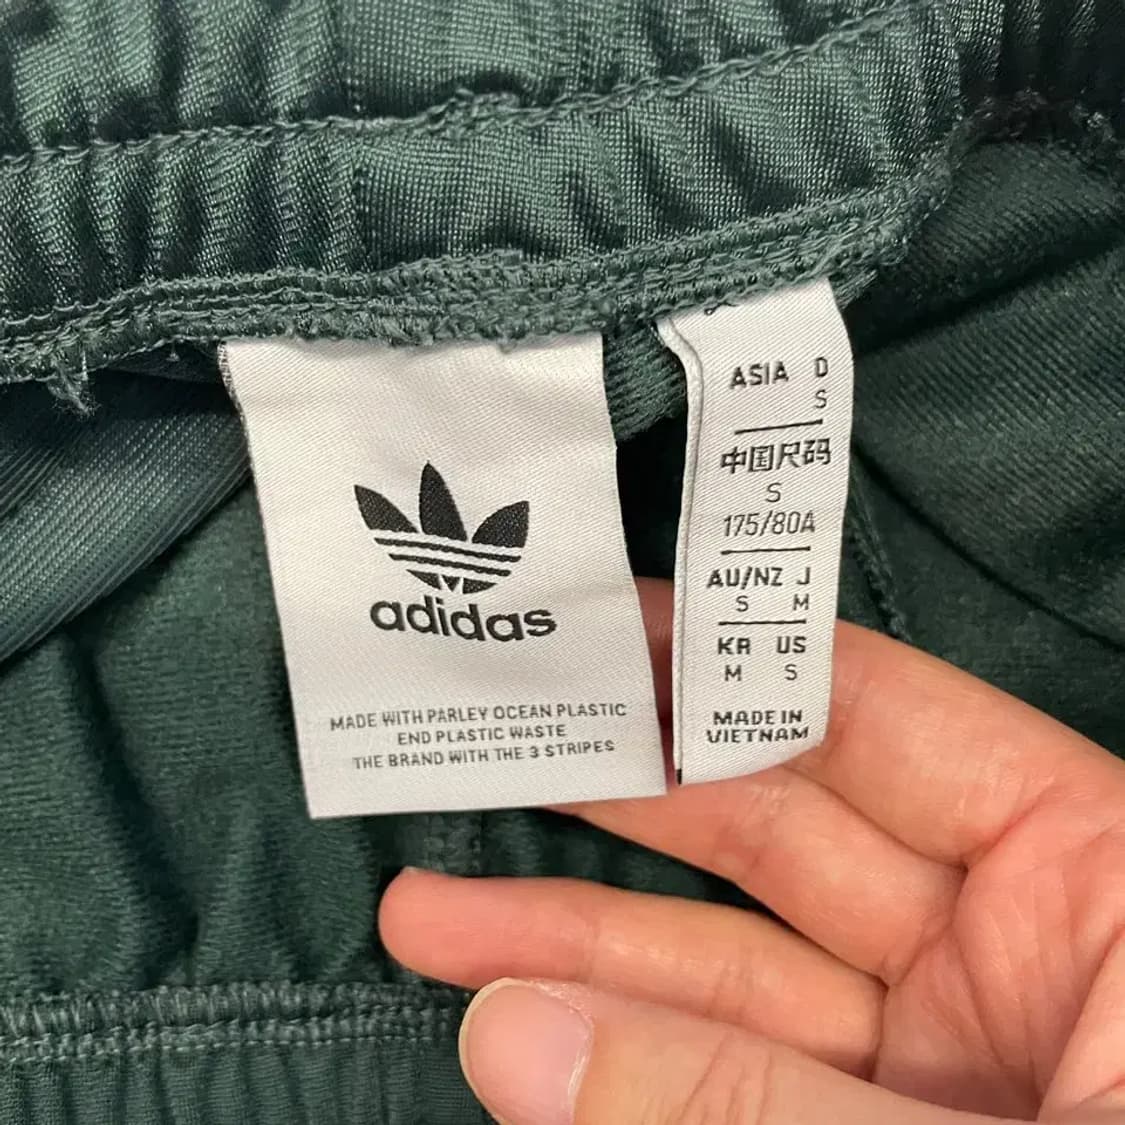 adidas
MADE WITH PARLEY OCEAN PLASTIC
END PLASTIC WASTE
THE BRAND WITH THE 3 STRIPES
ASIA D
S
中国尺码
S
175/80A
AU/NZ J
S M
KR US
M S
MADE IN
VIETNAM